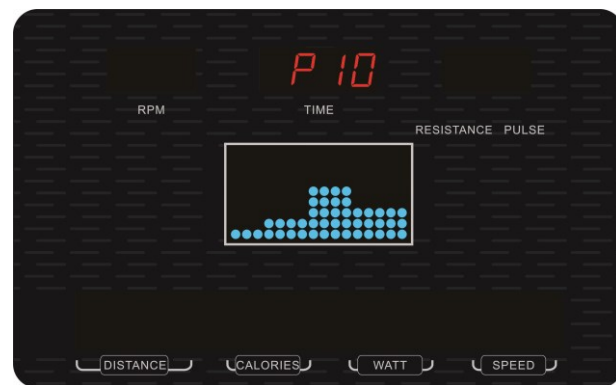 P 10
RPM
TIME
RESISTANCE PULSE
DISTANCE CALORIES WATT SPEED